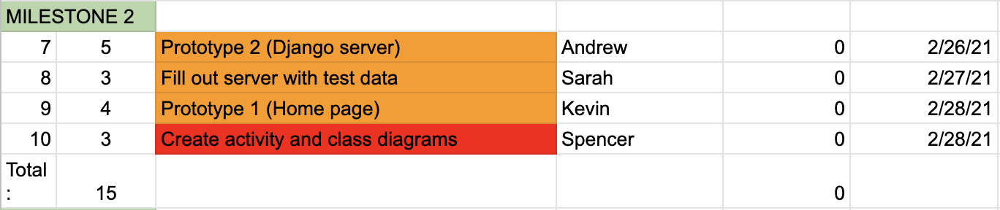 MILESTONE 2
7 5 Prototype 2 (Django server) Andrew 0 2/26/21
8 3 Fill out server with test data Sarah 0 2/27/21
9 4 Prototype 1 (Home page) Kevin 0 2/28/21
10 3 Create activity and class diagrams Spencer 0 2/28/21
Total
: 15 0